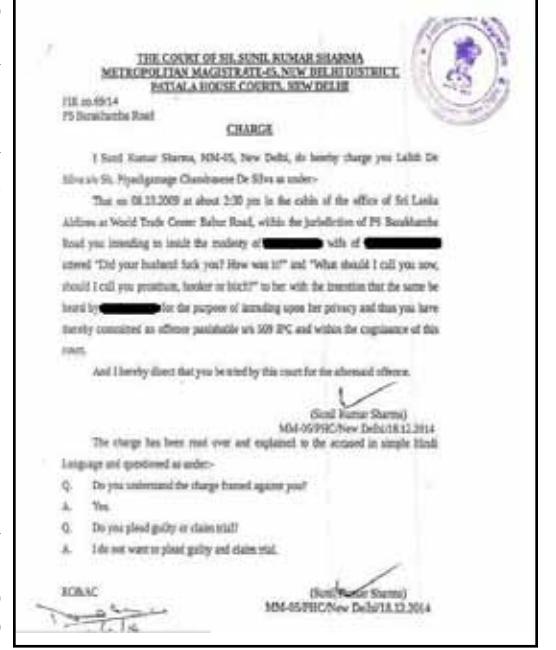 THE COURT OF SH. SUNIL KUMAR SHARMA
METROPOLITAN MAGISTRATE-05, NEW DELHI DISTRICT,
PATIALA HOUSE COURTS, NEW DELHI
FIR no.69/14
PS Barakhamba Road
CHARGE
I Sunil Kumar Sharma, MM-05, New Delhi, do hereby charge you Lalith De
Silva s/o Sh. De Silva as under:-
That on 08.12.2009 at about 2:30 pm in the cabin of the office of Sri Lanka
Airlines at World Trade Center Babar Road, within the jurisdiction of PS Barakhamba
Road you intending to insult the modesty of wife of
uttered "Did your husband fuck you? How was it?" and "What should I call you now,
should I call you prostitute, hooker or bitch?" to her with the intention that the same be
heard by for the purpose of intruding upon her privacy and thus you have
thereby committed an offence punishable u/s 509 IPC and within the cognizance of this
court.
And I hereby direct that you be tried by this court for the aforesaid offence.
(Sunil Kumar Sharma)
MM-05/PHC/New Delhi/18.12.2014
The charge has been read over and explained to the accused in simple Hindi
Language and questioned as under:-
Q. Do you understand the charge framed against you?
A. Yes.
Q. Do you plead guilty or claim trial?
A. I do not want to plead guilty and claim trial.
RO&AC
(Sunil Kumar Sharma)
MM-05/PHC/New Delhi/18.12.2014